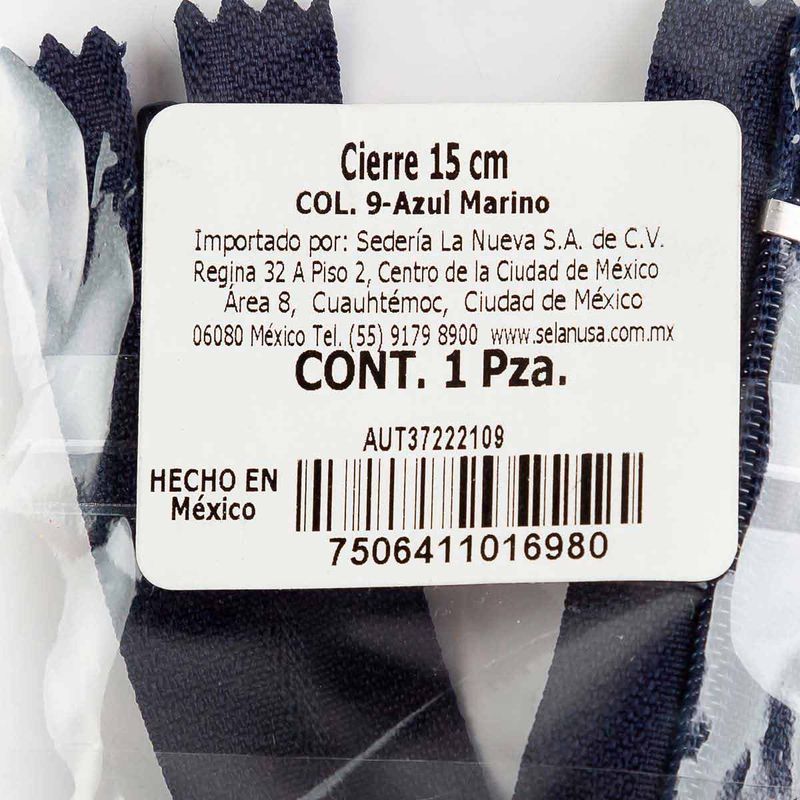 Cierre 15 cm
COL. 9-Azul Marino
Importado por: Sedería La Nueva S.A. de C.V.
Regina 32 A Piso 2, Centro de la Ciudad de México
Área 8, Cuauhtémoc, Ciudad de México
06080 México Tel. (55) 9179 8900 www.selanusa.com.mx
CONT. 1 Pza.
AUT37222109
HECHO EN
México
7506411016980